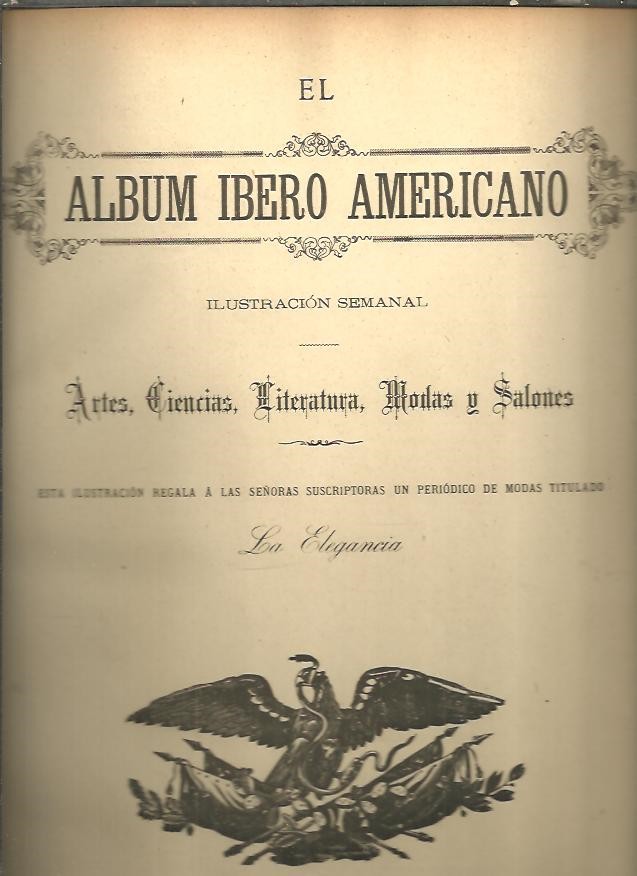 EL
ALBUM IBERO AMERICANO
ILUSTRACIÓN SEMANAL
Artes, Ciencias, Literatura, Modas y Salones
ESTA ILUSTRACIÓN REGALA Á LAS SEÑORAS SUSCRIPTORAS UN PERIÓDICO DE MODAS TITULADO
La Elegancia